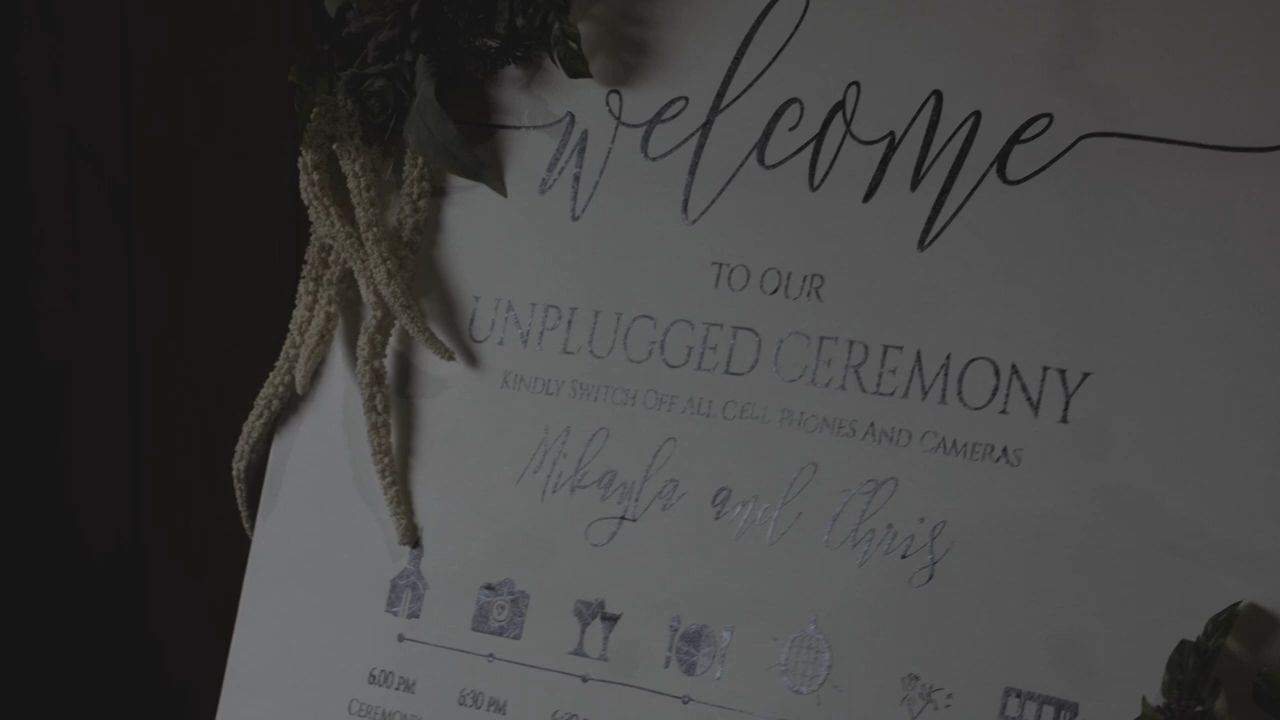 welcome
TO OUR
UNPLUGGED CEREMONY
KINDLY SWITCH OFF ALL CELL PHONES AND CAMERAS
Mikayla and Chris
6:00 PM 6:30 PM
CEREMONY